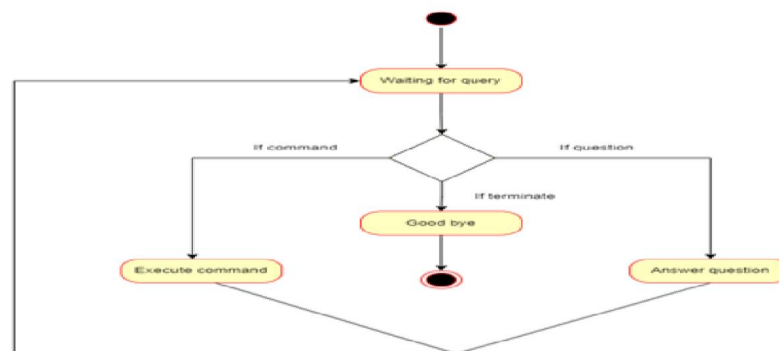 Waiting for query
If command
If question
If terminate
Good bye
Execute command
Answer question